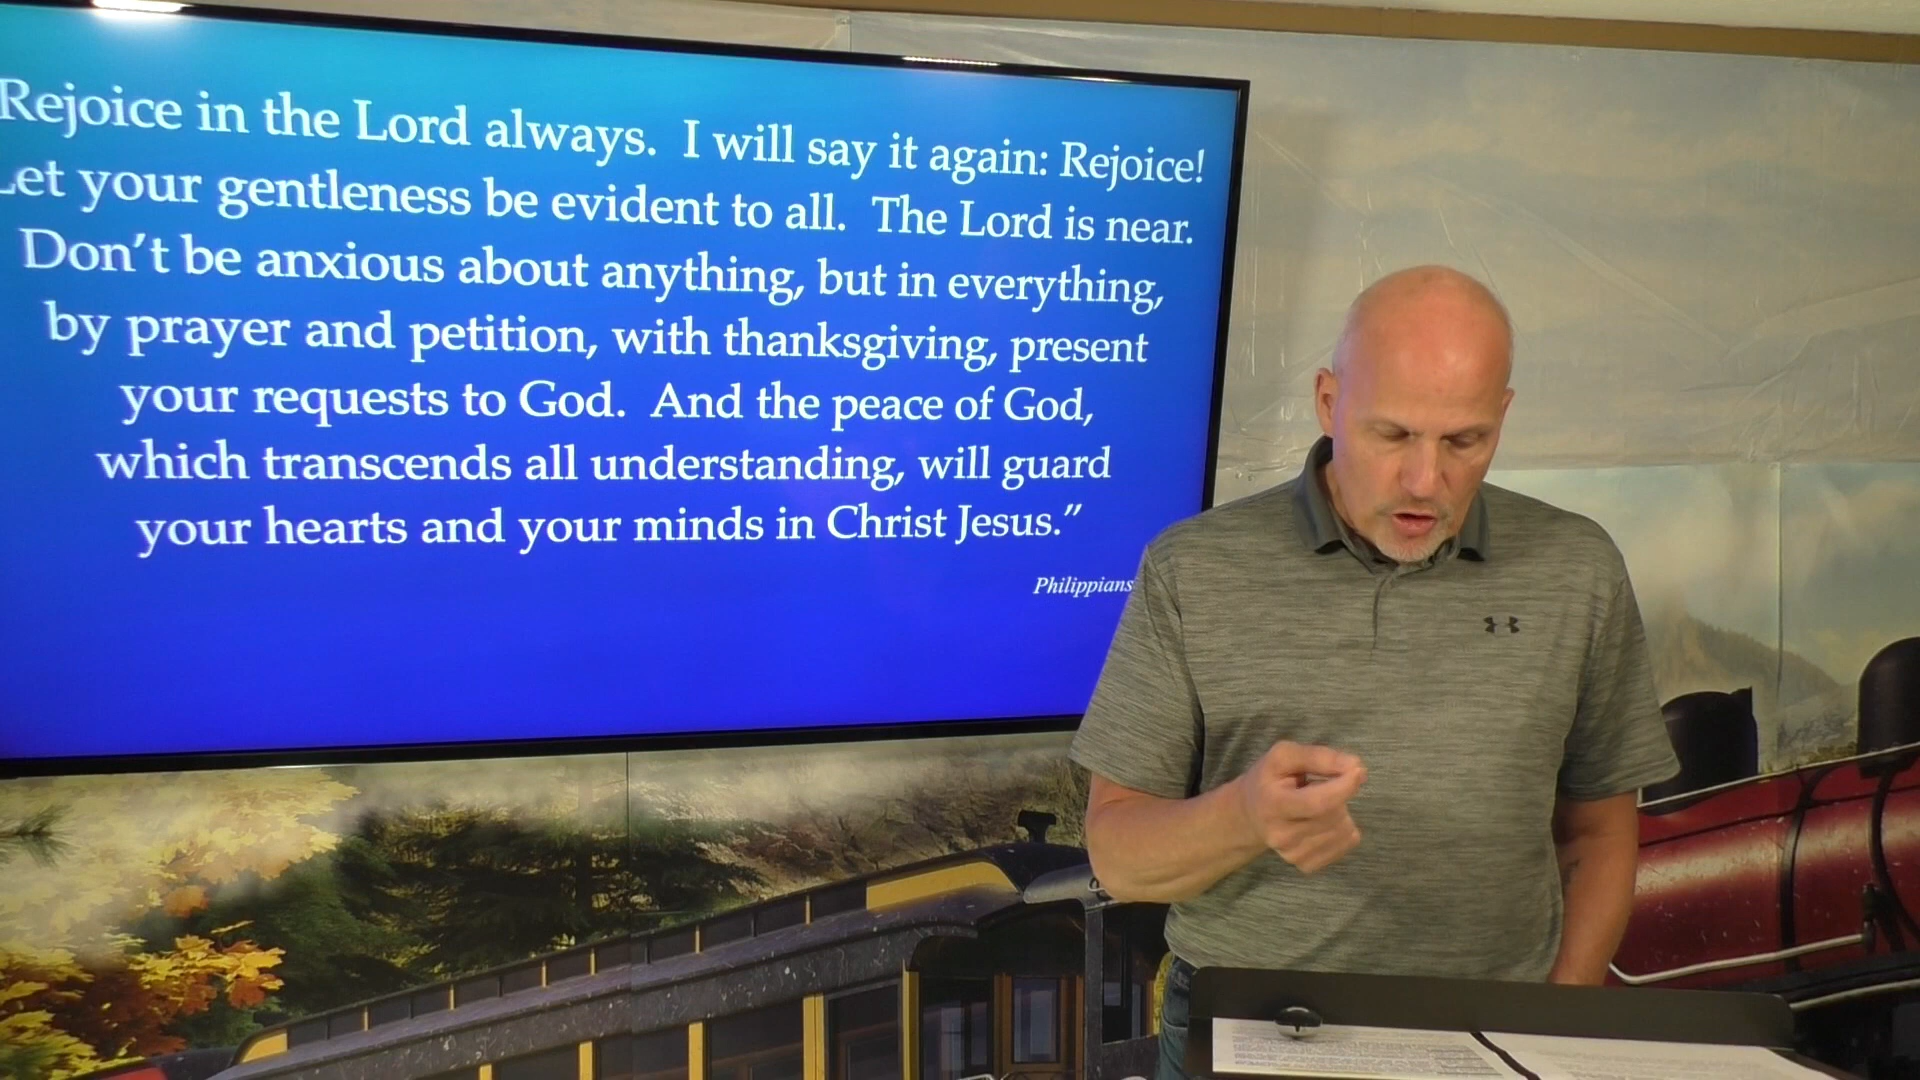 Rejoice in the Lord always. I will say it again: Rejoice!
Let your gentleness be evident to all. The Lord is near.
Don't be anxious about anything, but in everything,
by prayer and petition, with thanksgiving, present
your requests to God. And the peace of God,
which transcends all understanding, will guard
your hearts and your minds in Christ Jesus.”
Philippians